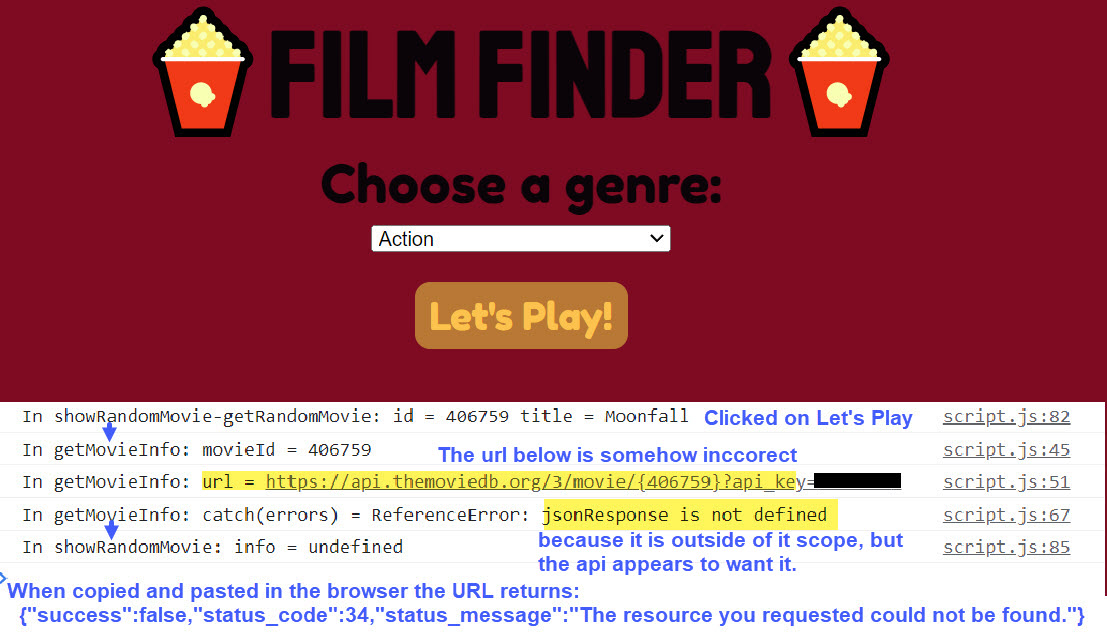 FILM FINDER
Choose a genre:
Action
Let's Play!
In showRandomMovie-getRandomMovie: id = 406759 title = Moonfall Clicked on Let's Play script.js:82
In getMovieInfo: movieId = 406759 script.js:45
The url below is somehow inccorect
In getMovieInfo: url = https://api.themoviedb.org/3/movie/{406759}?api_key= script.js:51
In getMovieInfo: catch(errors) = ReferenceError: jsonResponse is not defined script.js:67
because it is outside of it scope, but
In showRandomMovie: info = undefined script.js:85
the api appears to want it.
When copied and pasted in the browser the URL returns:
{"success":false,"status_code":34,"status_message":"The resource you requested could not be found."}